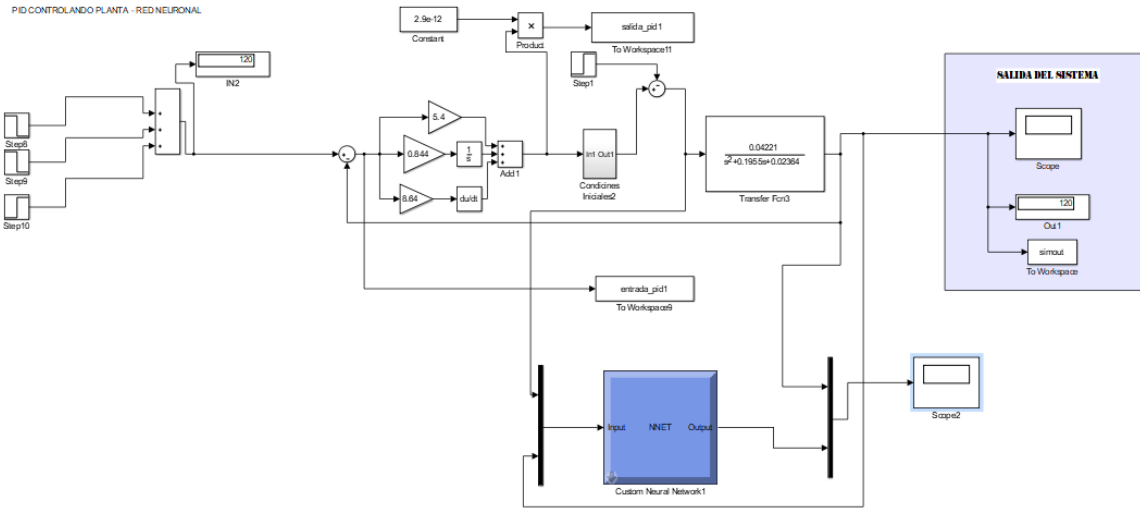 PID CONTROLANDO PLANTA - RED NEURONAL
2.9e-12
Constant
×
Product
salida_pid1
To Workspace11
120
IN2
Step1
SALIDA DEL SISTEMA
Step8
Step9
Step10
+
+
+
+
-
5.4
0.844
6.64
1
s
du/dt
+
+
+
Add1
In1 Out1
Condicines
Iniciales2
+
-
0.04221
s²+0.1955s+0.02364
Transfer Fcn3
Scope
120
Out1
simout
To Workspace
entrada_pid1
To Workspace9
Input
NNET
Output
Custom Neural Network1
Scope2